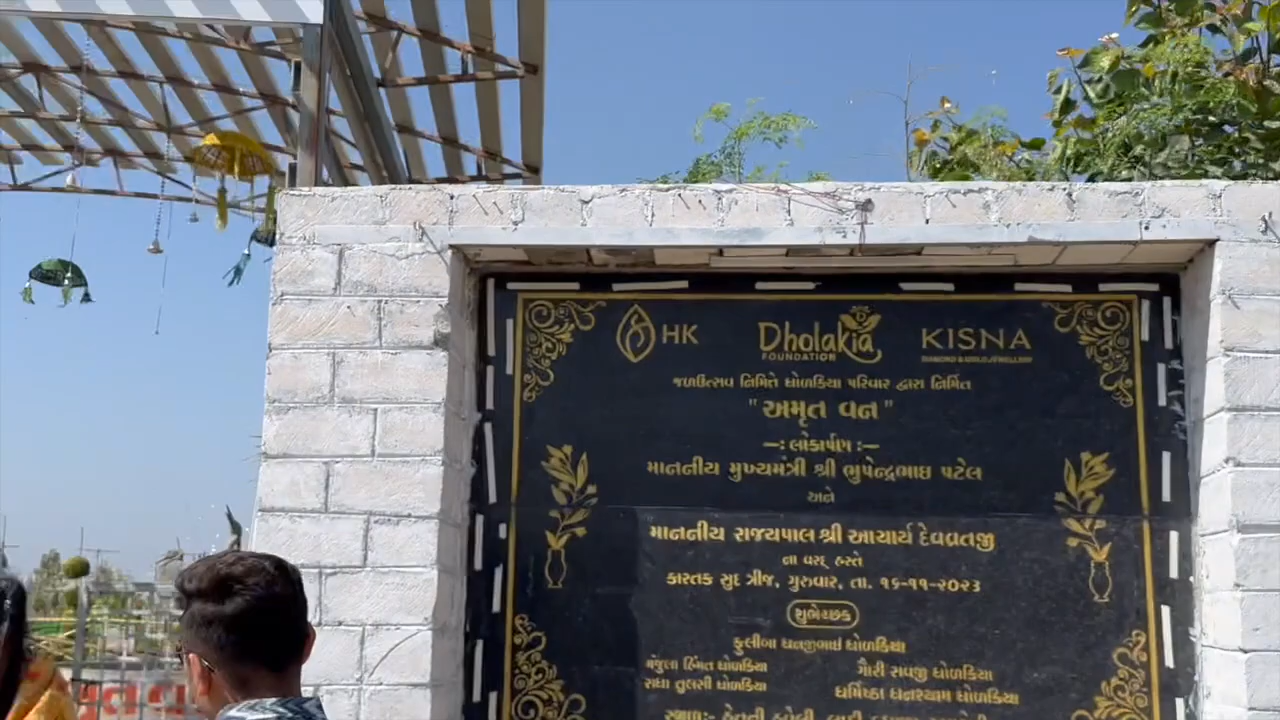 HK Dholakia FOUNDATION KISNA DIAMOND & GOLD JEWELLERY
જળઉત્સવ નિમિત્તે ધોળકિયા પરિવાર દ્વારા નિર્મિત
"અમૃત વન"
—: લોકાર્પણ :—
માનનીય મુખ્યમંત્રી શ્રી ભુપેન્દ્રભાઇ પટેલ
અને
માનનીય રાજ્યપાલ શ્રી આચાર્ય દેવવ્રતજી
ના વરદ્ હસ્તે
કારતક સુદ ત્રીજ, ગુરુવાર, તા. ૧૬-૧૧-૨૦૨૩
શુભેચ્છક
ફુલીબા ધનજીભાઈ ધોળકિયા
મંજુલા હિંમત ધોળકિયા ગૌરી સવજી ધોળકિયા
રાધા તુલસી ધોળકિયા ધર્મિષ્ઠા ઘનશ્યામ ધોળકિયા
સ્થળ:-